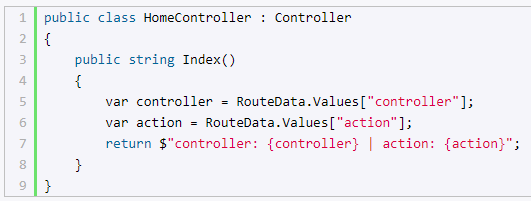 1 public class HomeController : Controller
2 {
3     public string Index()
4     {
5         var controller = RouteData.Values["controller"];
6         var action = RouteData.Values["action"];
7         return $"controller: {controller} | action: {action}";
8     }
9 }